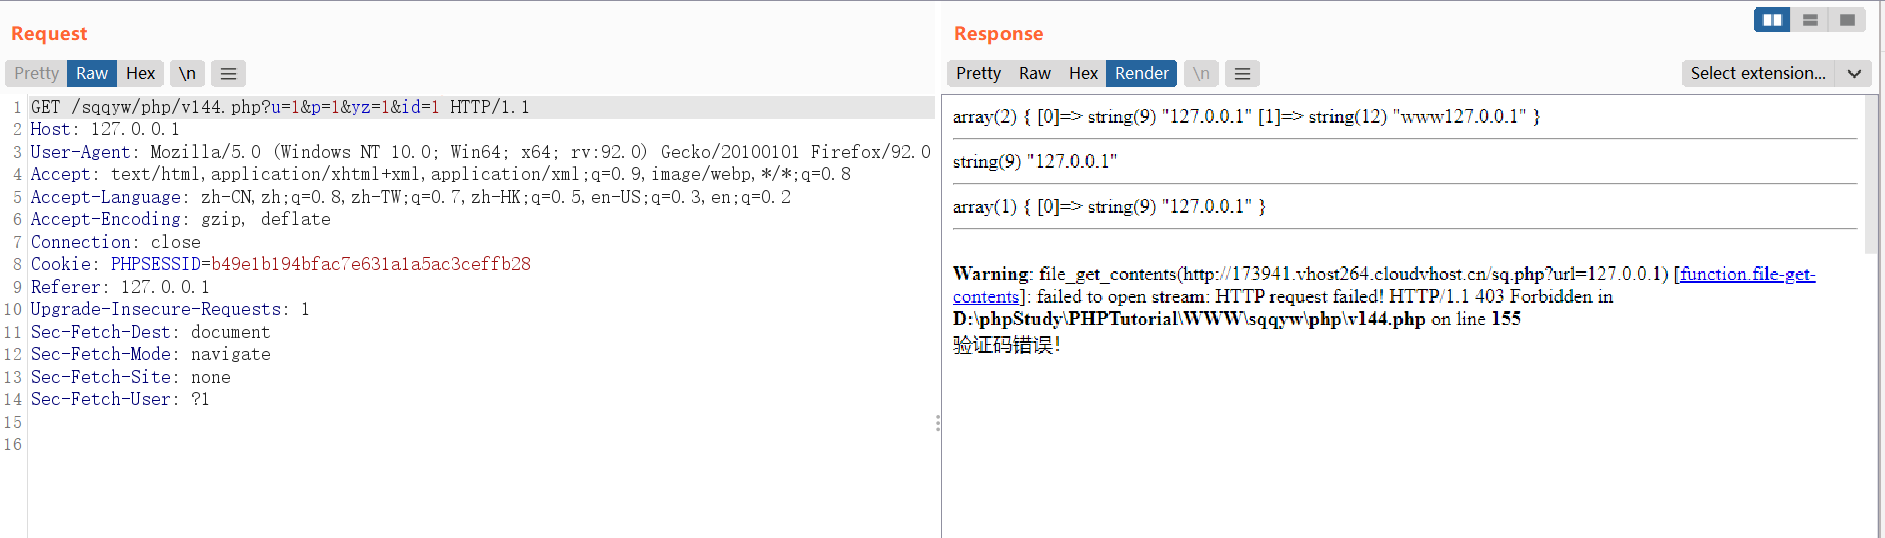 Request
Pretty Raw Hex \n
1 GET /sqqyw/php/v144.php?u=1&p=1&yz=1&id=1 HTTP/1.1
2 Host: 127.0.0.1
3 User-Agent: Mozilla/5.0 (Windows NT 10.0; Win64; x64; rv:92.0) Gecko/20100101 Firefox/92.0
4 Accept: text/html,application/xhtml+xml,application/xml;q=0.9,image/webp,*/*;q=0.8
5 Accept-Language: zh-CN,zh;q=0.8,zh-TW;q=0.7,zh-HK;q=0.5,en-US;q=0.3,en;q=0.2
6 Accept-Encoding: gzip, deflate
7 Connection: close
8 Cookie: PHPSESSID=b49e1b194bfac7e631a1a5ac3ceffb28
9 Referer: 127.0.0.1
10 Upgrade-Insecure-Requests: 1
11 Sec-Fetch-Dest: document
12 Sec-Fetch-Mode: navigate
13 Sec-Fetch-Site: none
14 Sec-Fetch-User: ?1
15
16
Response
Pretty Raw Hex Render \n Select extension...
array(2) { [0]=> string(9) "127.0.0.1" [1]=> string(12) "www127.0.0.1" }
string(9) "127.0.0.1"
array(1) { [0]=> string(9) "127.0.0.1" }
Warning: file_get_contents(http://173941.vhost264.cloudvhost.cn/sq.php?url=127.0.0.1) [function.file-get-
contents]: failed to open stream: HTTP request failed! HTTP/1.1 403 Forbidden in
D:\phpStudy\PHPTutorial\WWW\sqqyw\php\v144.php on line 155
验证码错误!